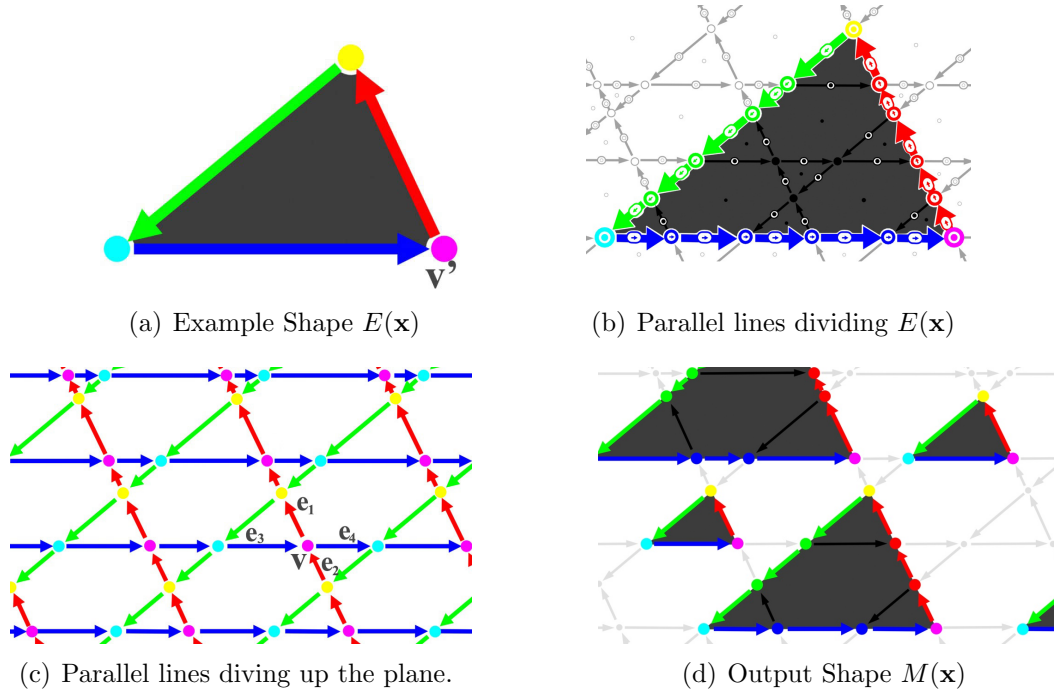 v’
(a) Example Shape E(x)
(b) Parallel lines dividing E(x)
e1
e3
e4
v
e2
(c) Parallel lines diving up the plane.
(d) Output Shape M(x)